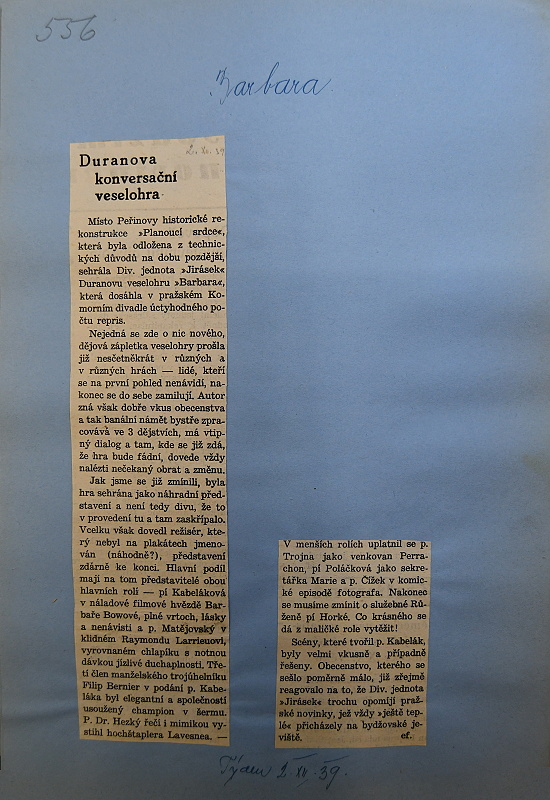 556
Barbara
2. XI. 39
Duranova
konversační
veselohra
Místo Peřinovy historické re-
konstrukce »Planoucí srdce«,
která byla odložena z technic-
kých důvodů na dobu pozdější,
sehrála Div. jednota »Jirásek«
Duranovu veselohru »Barbara«,
která dosáhla v pražském Ko-
morním divadle úctyhodného po-
čtu repris.
Nejedná se zde o nic nového,
dějová zápletka veselohry prošla
již nesčetněkrát v různých a
v různých hrách — lidé, kteří
se na první pohled nenávidí, na-
konec se do sebe zamilují. Autor
zná však dobře vkus obecenstva
a tak banální námět bystře zpra-
covává ve 3 dějstvích, má vtip-
ný dialog a tam, kde se již zdá,
že hra bude fádní, dovede vždy
nalézti nečekaný obrat a změnu.
Jak jsme se již zmínili, byla
hra sehrána jako náhradní před-
stavení a není tedy divu, že to
v provedení tu a tam zaskřípalo.
Vcelku však dovedl režisér, kte-
rý nebyl na plakátech jmeno-
ván (náhodně?), představení
zdárně ke konci. Hlavní podíl
mají na tom představitelé obou
hlavních rolí — pí Kabeláková
v náladové filmové hvězdě Bar-
baře Bowové, plné vrtoch, lásky
a nenávisti a p. Matějovský v
klidném Raymondu Larrieuovi,
vyrovnaném chlapíku s notnou
dávkou jízlivé duchaplnosti. Tře-
tí člen manželského trojúhelníku
Filip Bernier v podání p. Kabe-
láka byl elegantní a společností
usoužený champion v šermu.
P. Dr. Hezký řečí i mimikou vy-
stihl hochštaplera Lavesnea. —
V menších rolích uplatnil se p.
Trojna jako venkovan Perra-
chon, pí Poláčková jako sekre-
tářka Marie a p. Čížek v komic-
ké episodě fotografa. Nakonec
se musíme zmínit o služebné Rů-
ženě pí Horké. Co krásného se
dá z maličké role vytěžit!
Scény, které tvořil p. Kabelák,
byly velmi vkusně a případně
řešeny. Obecenstvo, kterého se
sešlo poměrně málo, již zřejmě
reagovalo na to, že Div. jednota
»Jirásek« trochu opomíjí praž-
ské novinky, jež vždy »ještě tep-
lé« přicházely na bydžovské je-
viště. ef.
Týden 2. XI. 39.